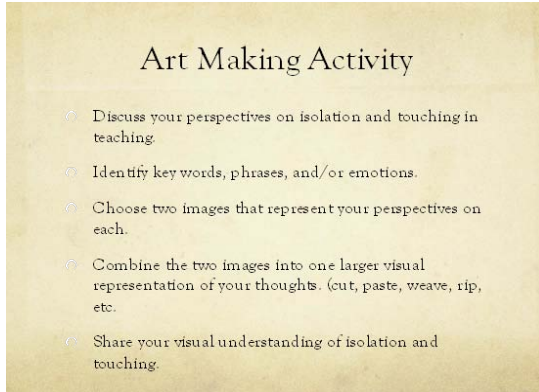 Art Making Activity
Discuss your perspectives on isolation and touching in
teaching.
Identify key words, phrases, and/or emotions.
Choose two images that represent your perspectives on
each.
Combine the two images into one larger visual
representation of your thoughts. (cut, paste, weave, rip,
etc.
Share your visual understanding of isolation and
touching.